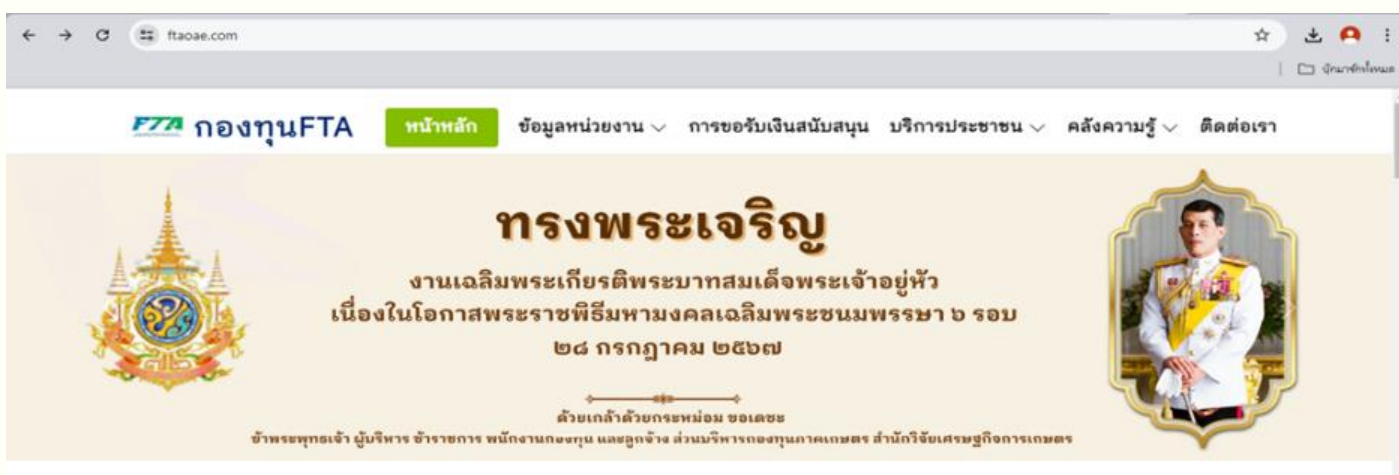 ftaoae.com
บุ๊กมาร์กทั้งหมด
FTA กองทุนFTA หน้าหลัก ข้อมูลหน่วยงาน การขอรับเงินสนับสนุน บริการประชาชน คลังความรู้ ติดต่อเรา
ทรงพระเจริญ
งานเฉลิมพระเกียรติพระบาทสมเด็จพระเจ้าอยู่หัว
เนื่องในโอกาสพระราชพิธีมหามงคลเฉลิมพระชนมพรรษา ๖ รอบ
๒๘ กรกฎาคม ๒๕๖๗
ด้วยเกล้าด้วยกระหม่อม ขอเดชะ
ข้าพระพุทธเจ้า ผู้บริหาร ข้าราชการ พนักงานกองทุน และลูกจ้าง ส่วนบริหารกองทุนภาคเกษตร สำนักวิจัยเศรษฐกิจการเกษตร